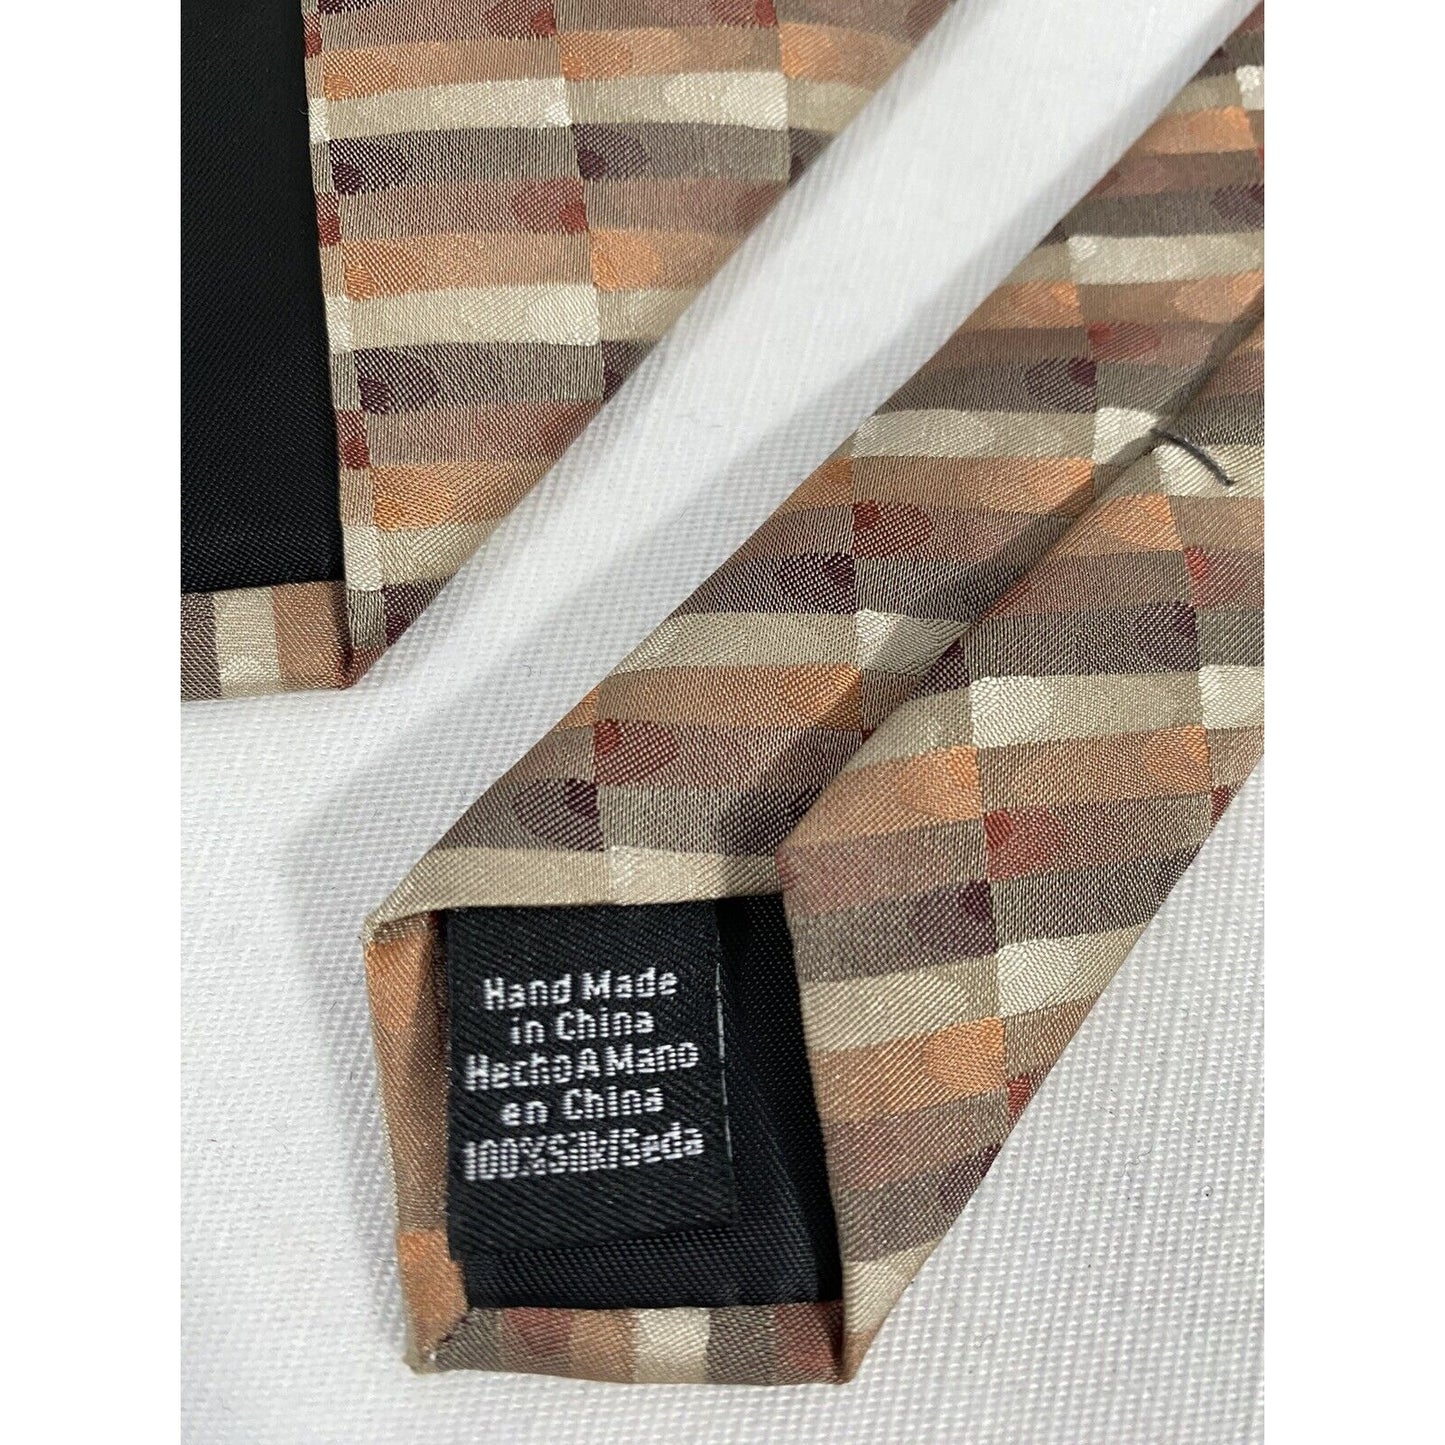 Hand Made
in China
Hecho A Mano
en China
100%Silk/Seda